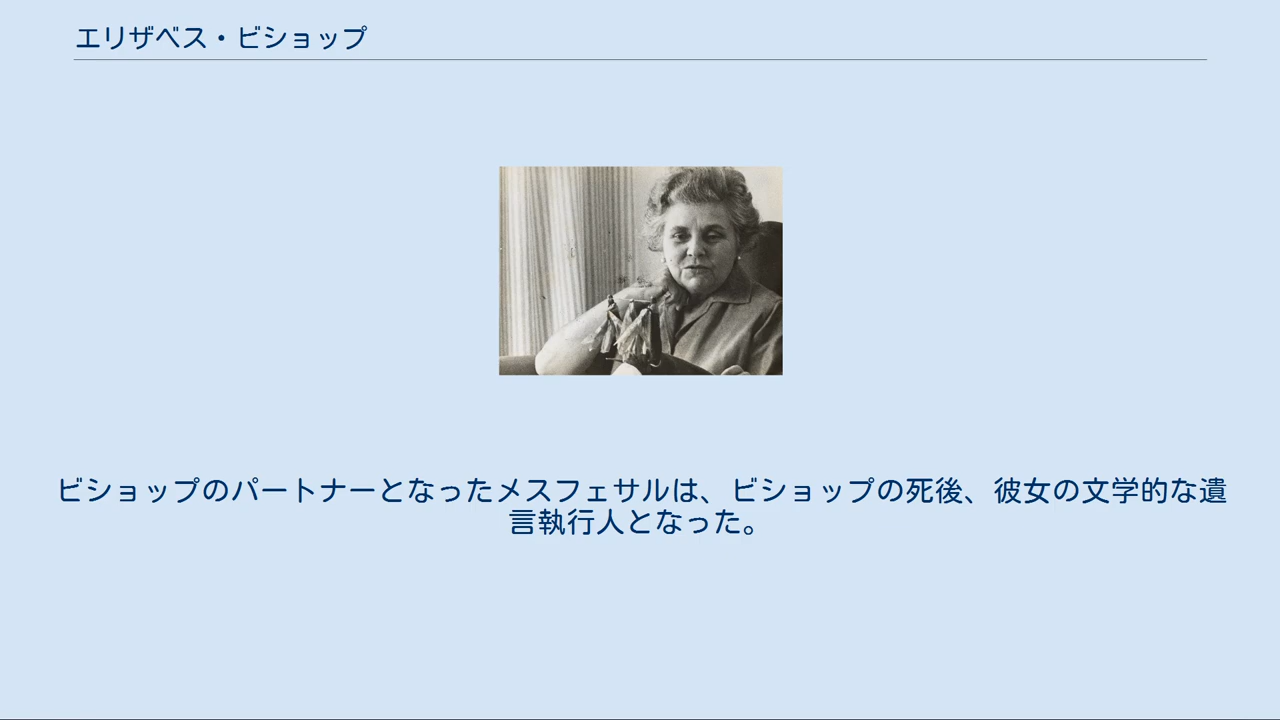 エリザベス・ビショップ
ビショップのパートナーとなったメスフェサルは、ビショップの死後、彼女の文学的な遺
言執行人となった。